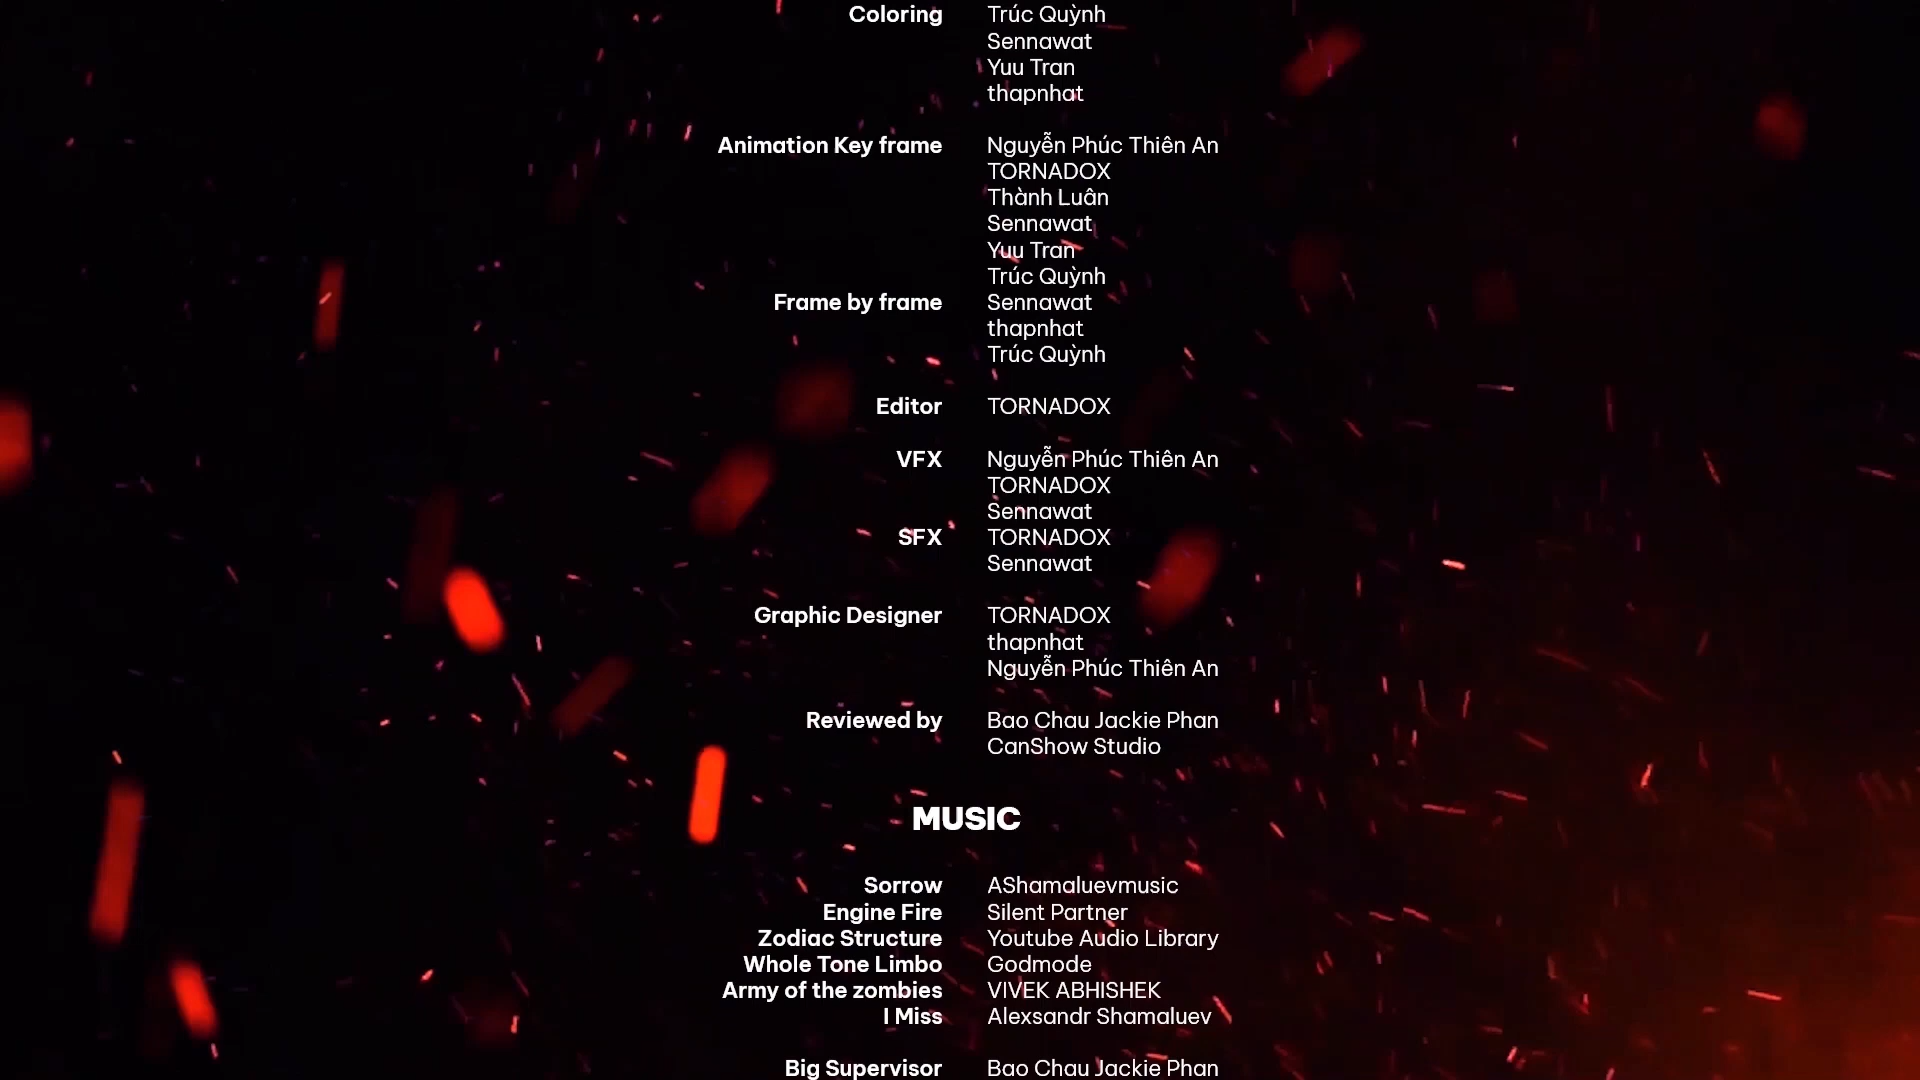 Coloring Trúc Quỳnh
Sennawat
Yuu Tran
thapnhat
Animation Key frame Nguyễn Phúc Thiên An
TORNADOX
Thành Luân
Sennawat
Yuu Tran
Trúc Quỳnh
Frame by frame Sennawat
thapnhat
Trúc Quỳnh
Editor TORNADOX
VFX Nguyễn Phúc Thiên An
TORNADOX
Sennawat
SFX TORNADOX
Sennawat
Graphic Designer TORNADOX
thapnhat
Nguyễn Phúc Thiên An
Reviewed by Bao Chau Jackie Phan
CanShow Studio
MUSIC
Sorrow AShamaluevmusic
Engine Fire Silent Partner
Zodiac Structure Youtube Audio Library
Whole Tone Limbo Godmode
Army of the zombies VIVEK ABHISHEK
I Miss Alexsandr Shamaluev
Big Supervisor Bao Chau Jackie Phan